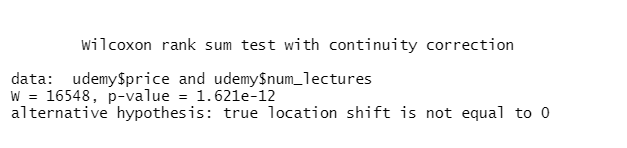 Wilcoxon rank sum test with continuity correction
data:  udemy$price and udemy$num_lectures
W = 16548, p-value = 1.621e-12
alternative hypothesis: true location shift is not equal to 0